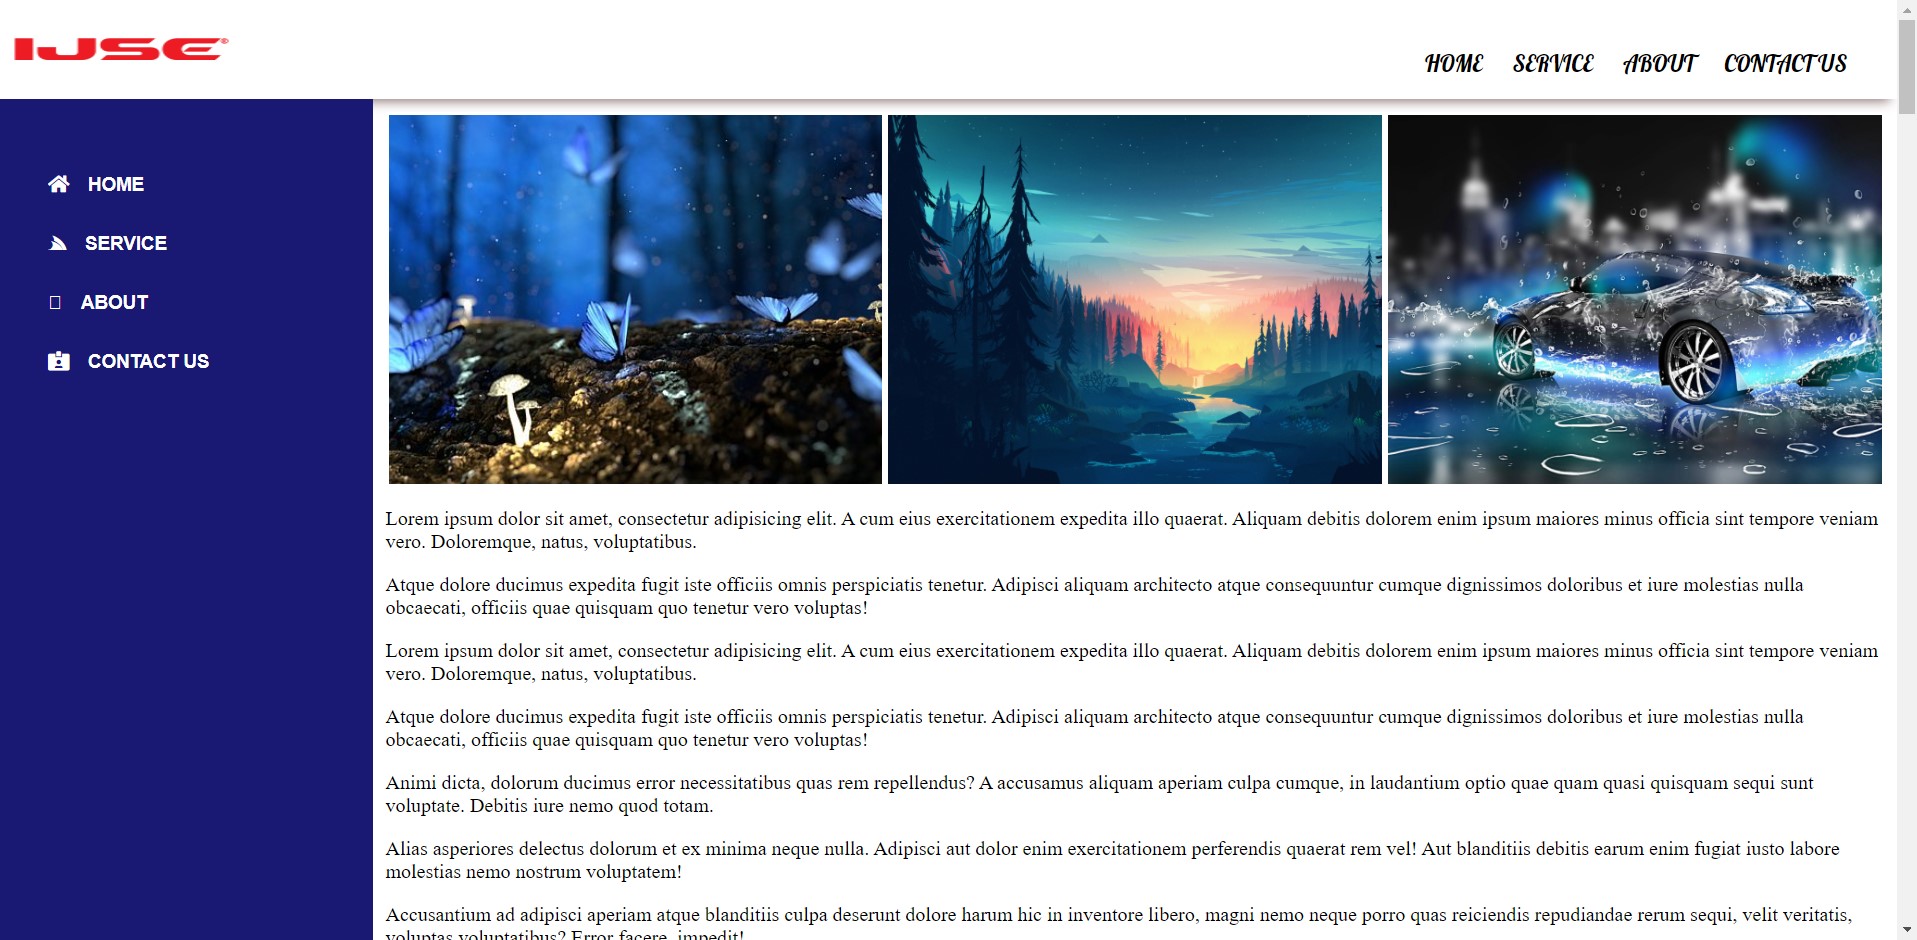 IJSE®
HOME SERVICE ABOUT CONTACT US
HOME
SERVICE
ABOUT
CONTACT US
Lorem ipsum dolor sit amet, consectetur adipisicing elit. A cum eius exercitationem expedita illo quaerat. Aliquam debitis dolorem enim ipsum maiores minus officia sint tempore veniam
vero. Doloremque, natus, voluptatibus.
Atque dolore ducimus expedita fugit iste officiis omnis perspiciatis tenetur. Adipisci aliquam architecto atque consequuntur cumque dignissimos doloribus et iure molestias nulla
obcaecati, officiis quae quisquam quo tenetur vero voluptas!
Lorem ipsum dolor sit amet, consectetur adipisicing elit. A cum eius exercitationem expedita illo quaerat. Aliquam debitis dolorem enim ipsum maiores minus officia sint tempore veniam
vero. Doloremque, natus, voluptatibus.
Atque dolore ducimus expedita fugit iste officiis omnis perspiciatis tenetur. Adipisci aliquam architecto atque consequuntur cumque dignissimos doloribus et iure molestias nulla
obcaecati, officiis quae quisquam quo tenetur vero voluptas!
Animi dicta, dolorum ducimus error necessitatibus quas rem repellendus? A accusamus aliquam aperiam culpa cumque, in laudantium optio quae quam quasi quisquam sequi sunt
voluptate. Debitis iure nemo quod totam.
Alias asperiores delectus dolorum et ex minima neque nulla. Adipisci aut dolor enim exercitationem perferendis quaerat rem vel! Aut blanditiis debitis earum enim fugiat iusto labore
molestias nemo nostrum voluptatem!
Accusantium ad adipisci aperiam atque blanditiis culpa deserunt dolore harum hic in inventore libero, magni nemo neque porro quas reiciendis repudiandae rerum sequi, velit veritatis,
voluptas voluptatibus? Error facere, impedit!